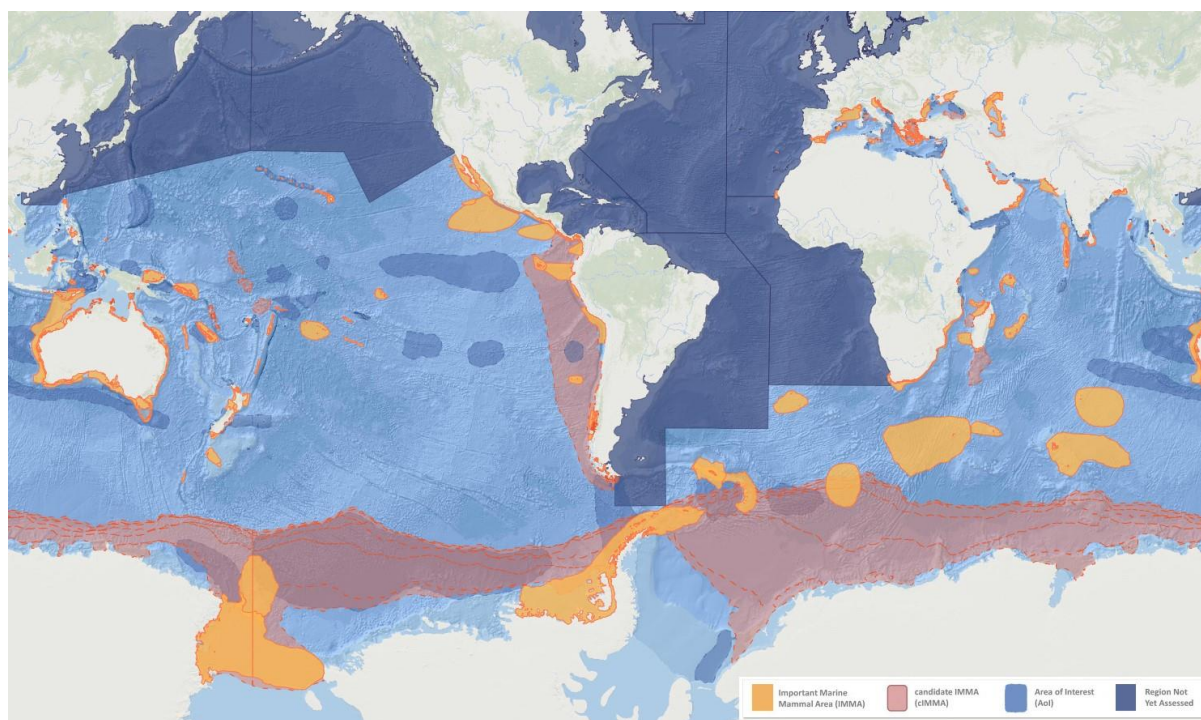 Important Marine
Mammal Area (IMMA)
candidate IMMA
(cIMMA)
Area of Interest
(AoI)
Region Not
Yet Assessed